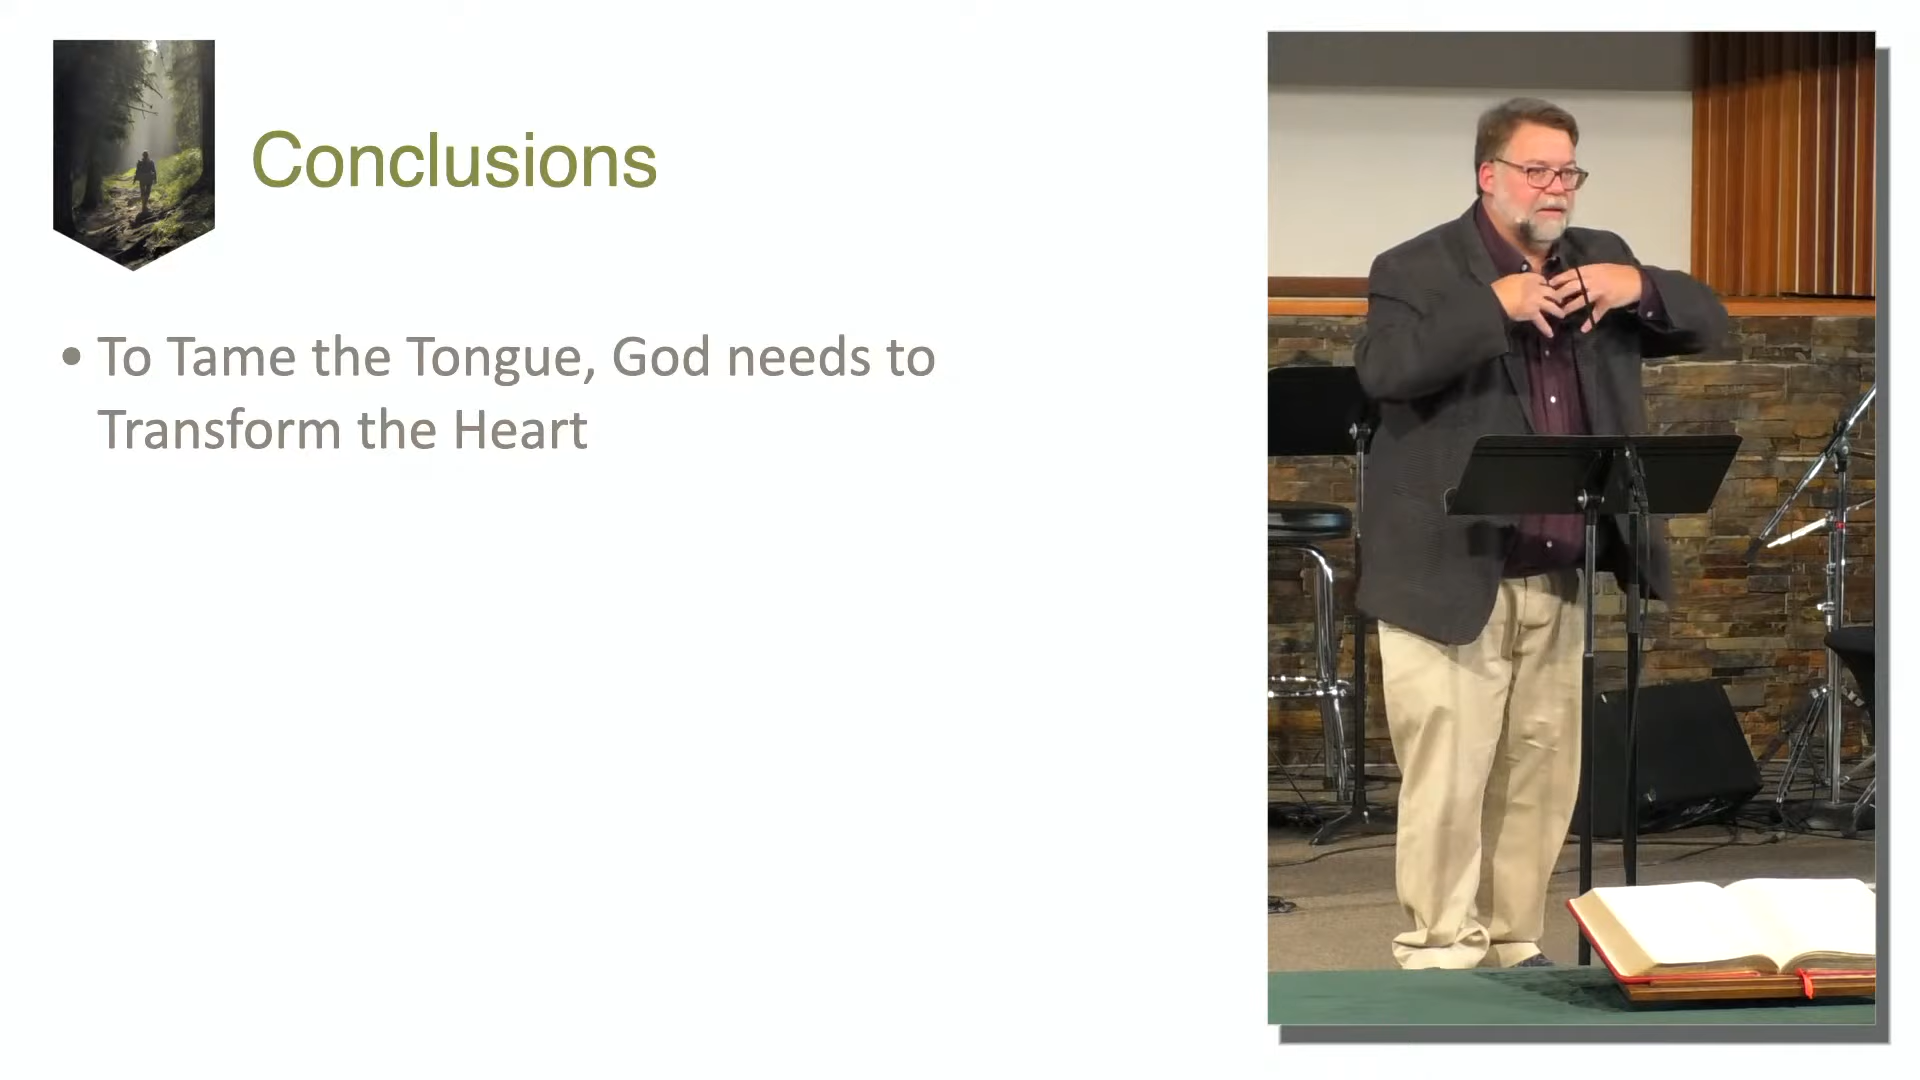 Conclusions
• To Tame the Tongue, God needs to
Transform the Heart